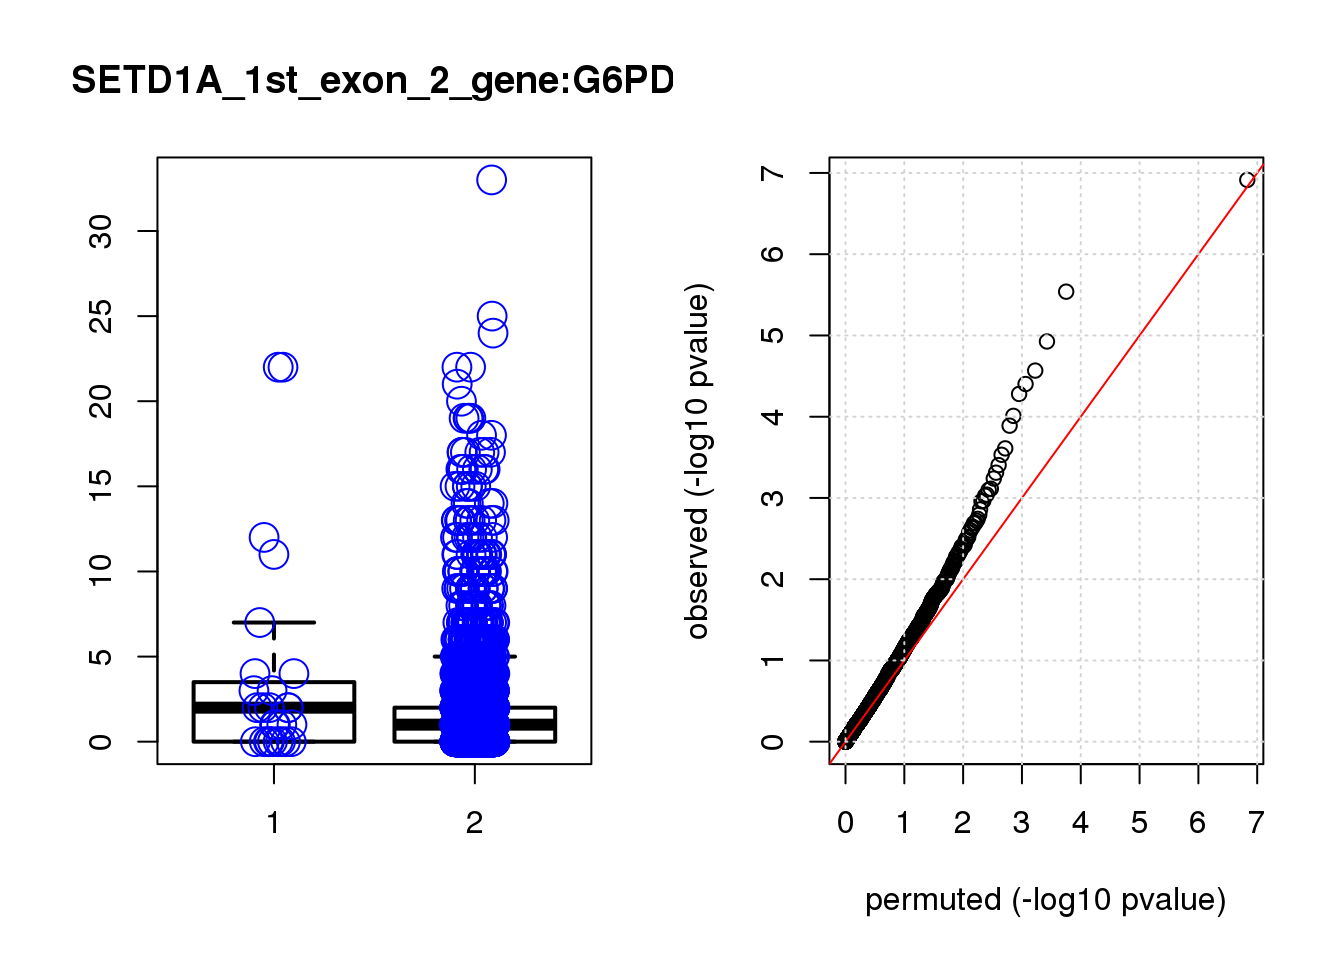 SETD1A_1st_exon_2_gene:G6PD
0 5 10 15 20 25 30
1 2
observed (-log10 pvalue)
0 1 2 3 4 5 6 7
0 1 2 3 4 5 6 7
permuted (-log10 pvalue)